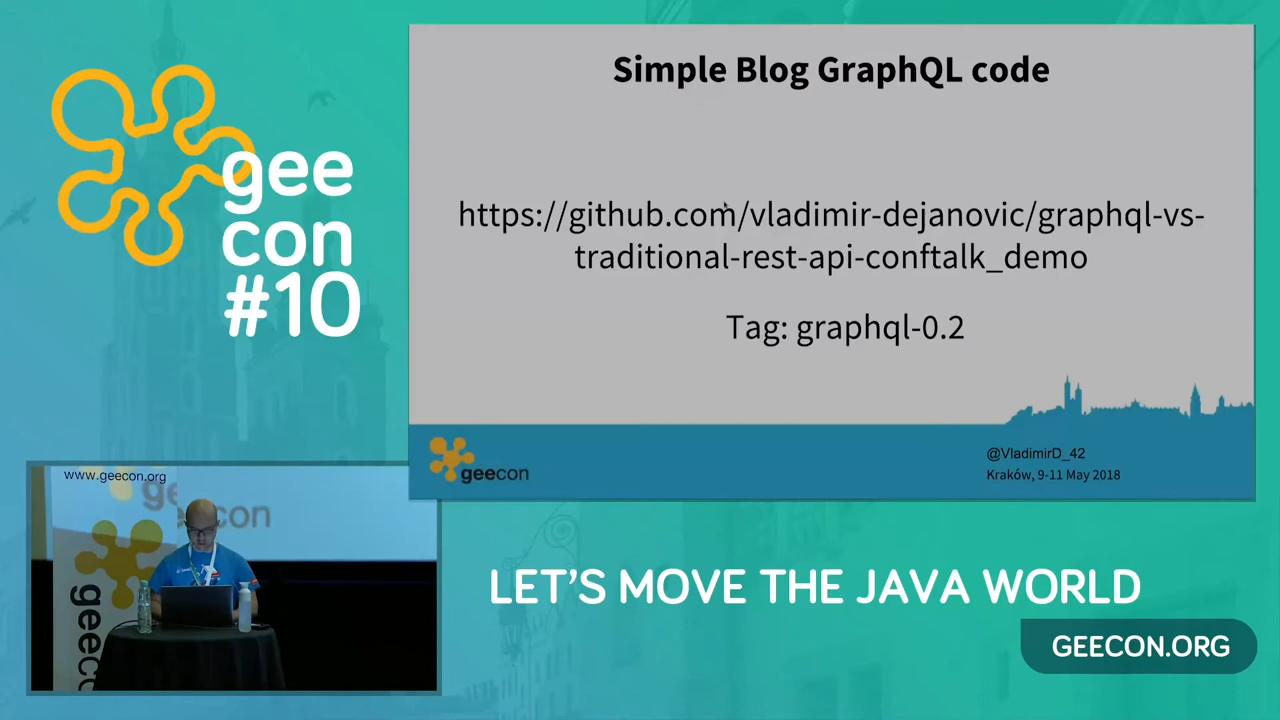 gee
con
#10
Simple Blog GraphQL code
https://github.com/vladimir-dejanovic/graphql-vs-
traditional-rest-api-conftalk_demo
Tag: graphql-0.2
geecon
@VladimirD_42
Kraków, 9-11 May 2018
www.geecon.org
geecon
LET'S MOVE THE JAVA WORLD
GEECON.ORG